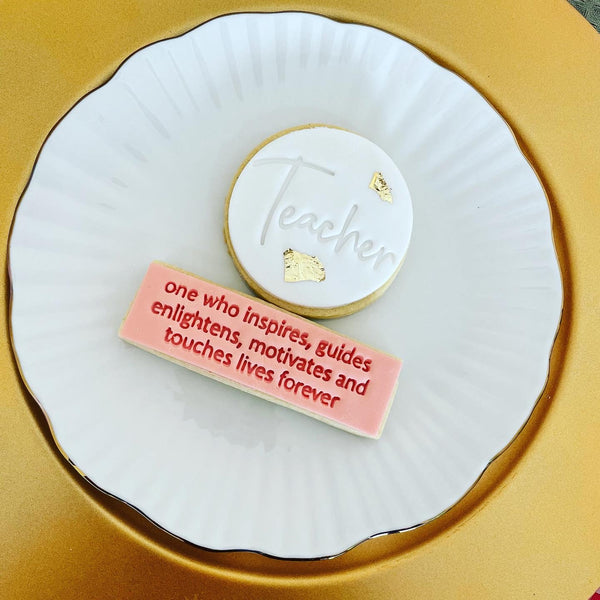 Teacher
one who inspires, guides
enlightens, motivates and
touches lives forever